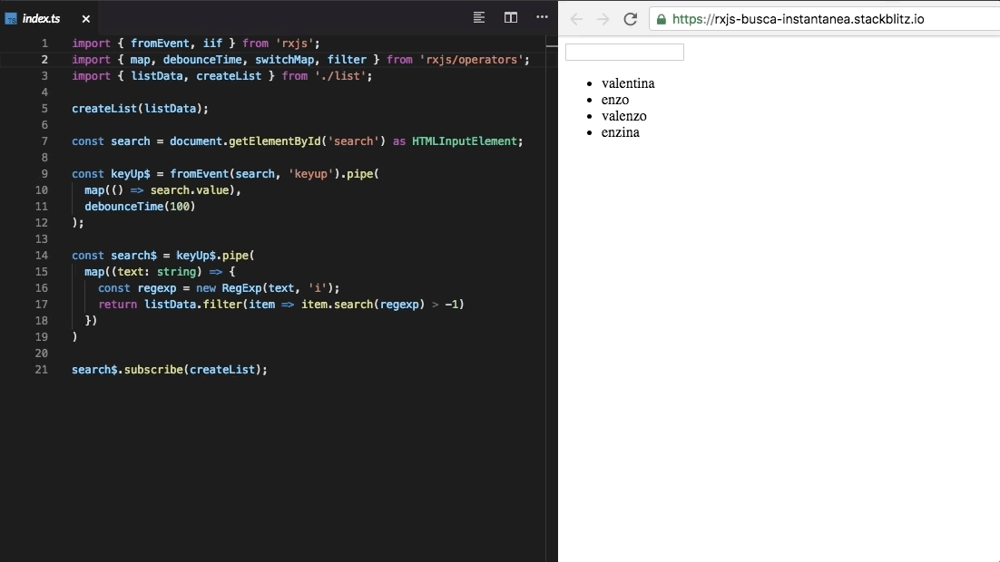 index.ts
https://rxjs-busca-instantanea.stackblitz.io
1 import { fromEvent, iif } from 'rxjs';
2 import { map, debounceTime, switchMap, filter } from 'rxjs/operators';
3 import { listData, createList } from './list';
4
5 createList(listData);
6
7 const search = document.getElementById('search') as HTMLInputElement;
8
9 const keyUp$ = fromEvent(search, 'keyup').pipe(
10 map(() => search.value),
11 debounceTime(100)
12 );
13
14 const search$ = keyUp$.pipe(
15 map((text: string) => {
16 const regexp = new RegExp(text, 'i');
17 return listData.filter(item => item.search(regexp) > -1)
18 })
19 )
20
21 search$.subscribe(createList);
• valentina
• enzo
• valenzo
• enzina